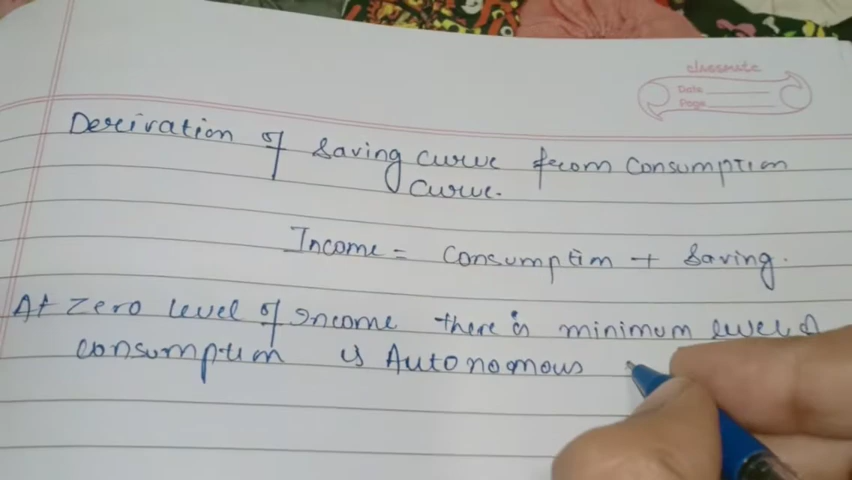 classmate
Date
Page
Derivation of Saving curve from Consumption
curve.
Income = Consumption + Saving.
At Zero level of Income there is minimum level of
consumption is Autonomous